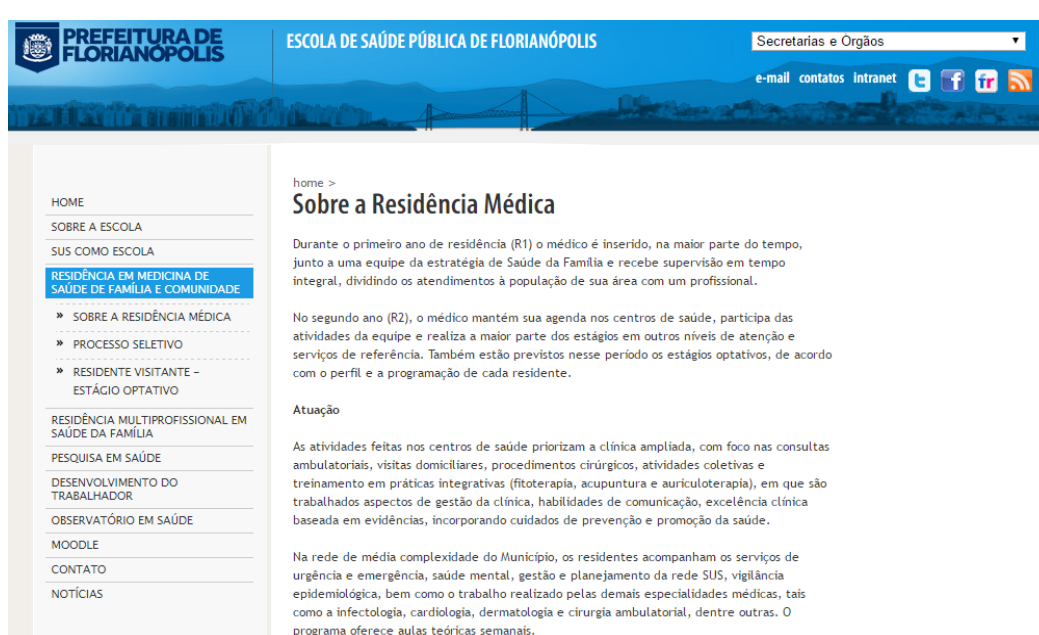 PREFEITURA DE
FLORIANÓPOLIS
ESCOLA DE SAÚDE PÚBLICA DE FLORIANÓPOLIS
Secretarias e Órgãos
e-mail contatos intranet
HOME
SOBRE A ESCOLA
SUS COMO ESCOLA
RESIDÊNCIA EM MEDICINA DE
SAÚDE DE FAMÍLIA E COMUNIDADE
» SOBRE A RESIDÊNCIA MÉDICA
» PROCESSO SELETIVO
» RESIDENTE VISITANTE –
ESTÁGIO OPTATIVO
RESIDÊNCIA MULTIPROFISSIONAL EM
SAÚDE DA FAMÍLIA
PESQUISA EM SAÚDE
DESENVOLVIMENTO DO
TRABALHADOR
OBSERVATÓRIO EM SAÚDE
MOODLE
CONTATO
NOTÍCIAS
home >
Sobre a Residência Médica
Durante o primeiro ano de residência (R1) o médico é inserido, na maior parte do tempo,
junto a uma equipe da estratégia de Saúde da Família e recebe supervisão em tempo
integral, dividindo os atendimentos à população de sua área com um profissional.
No segundo ano (R2), o médico mantém sua agenda nos centros de saúde, participa das
atividades da equipe e realiza a maior parte dos estágios em outros níveis de atenção e
serviços de referência. Também estão previstos nesse período os estágios optativos, de acordo
com o perfil e a programação de cada residente.
Atuação
As atividades feitas nos centros de saúde priorizam a clínica ampliada, com foco nas consultas
ambulatoriais, visitas domiciliares, procedimentos cirúrgicos, atividades coletivas e
treinamento em práticas integrativas (fitoterapia, acupuntura e auriculoterapia), em que são
trabalhados aspectos de gestão da clínica, habilidades de comunicação, excelência clínica
baseada em evidências, incorporando cuidados de prevenção e promoção da saúde.
Na rede de média complexidade do Município, os residentes acompanham os serviços de
urgência e emergência, saúde mental, gestão e planejamento da rede SUS, vigilância
epidemiológica, bem como o trabalho realizado pelas demais especialidades médicas, tais
como a infectologia, cardiologia, dermatologia e cirurgia ambulatorial, dentre outras. O
programa oferece aulas teóricas semanais.